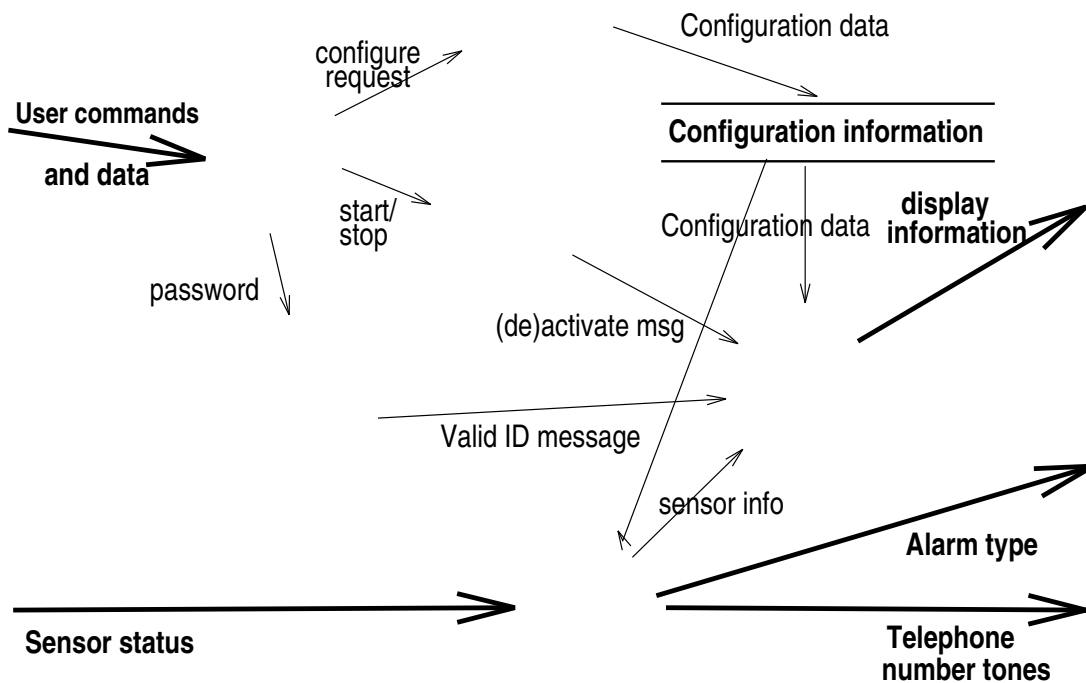 Configuration data
configure
request
User commands
and data
Configuration information
start/
stop
Configuration data
display
information
password
(de)activate msg
Valid ID message
sensor info
Alarm type
Sensor status
Telephone
number tones